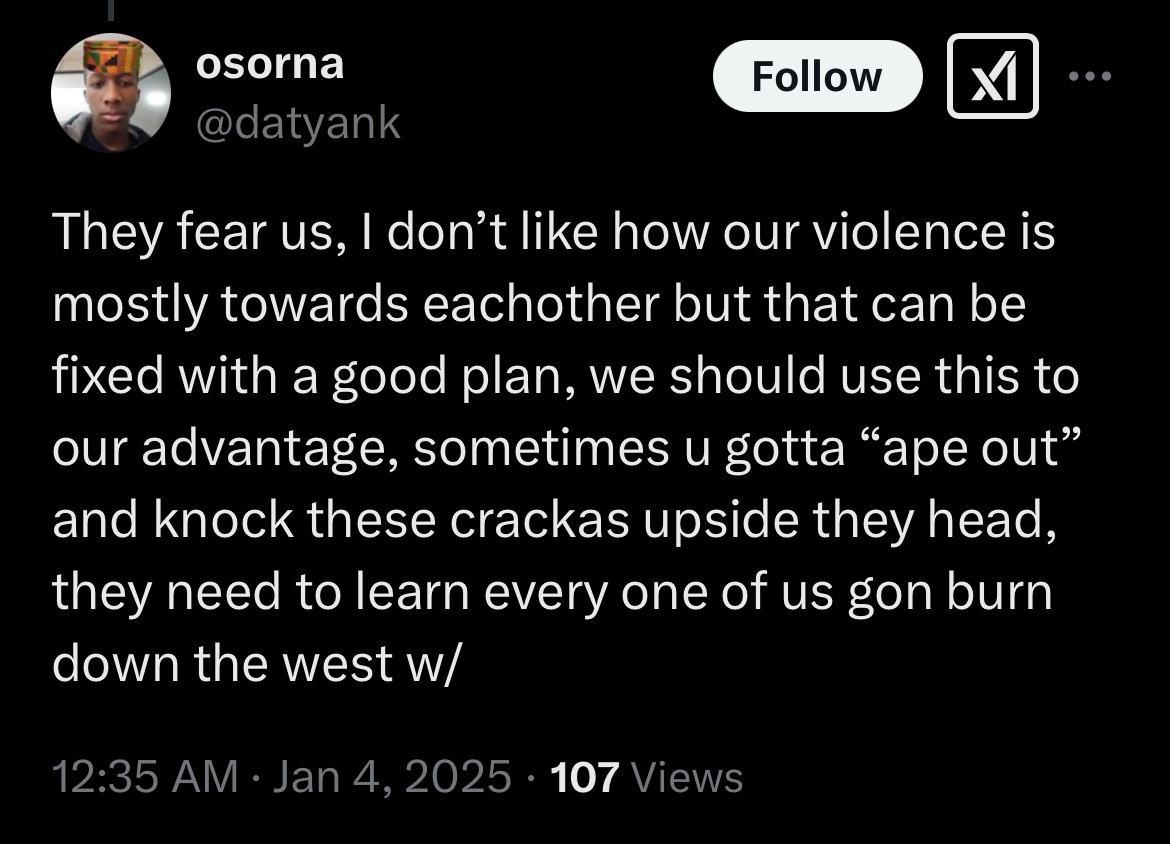 osorna
@datyank
Follow
They fear us, I don’t like how our violence is
mostly towards eachother but that can be
fixed with a good plan, we should use this to
our advantage, sometimes u gotta “ape out”
and knock these crackas upside they head,
they need to learn every one of us gon burn
down the west w/
12:35 AM · Jan 4, 2025 · 107 Views